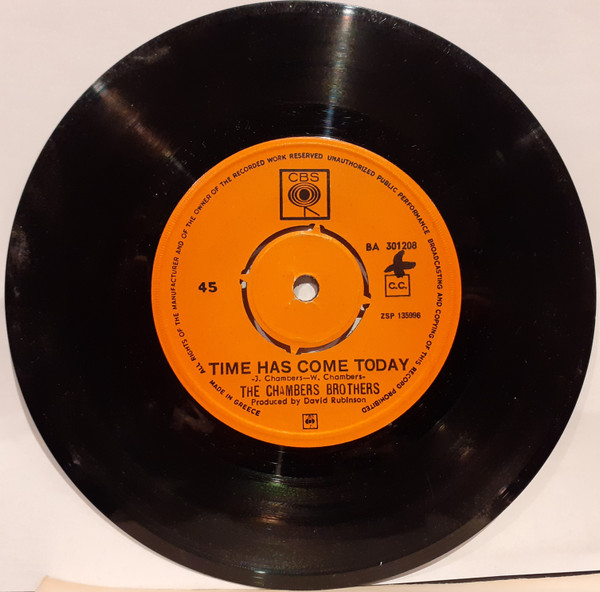 ALL RIGHTS OF THE MANUFACTURER AND OF THE OWNER OF THE RECORDED WORK RESERVED UNAUTHORIZED PUBLIC PERFORMANCE BROADCASTING AND COPYING OF THIS RECORD PROHIBITED
CBS
BA 301208
45
C.C.
ZSP 135996
TIME HAS COME TODAY
-J. Chambers-W. Chambers-
THE CHAMBERS BROTHERS
Produced by David Rubinson
MADE IN GREECE